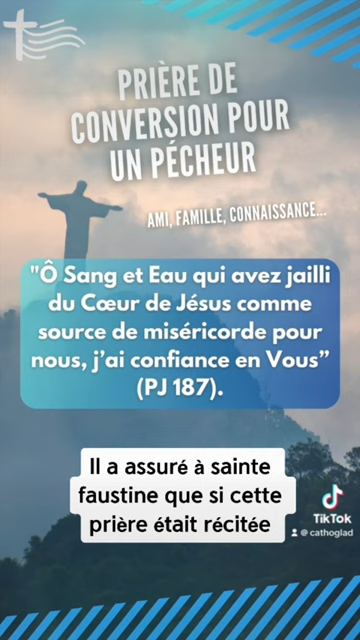 PRIÈRE DE
CONVERSION POUR
UN PÉCHEUR
AMI, FAMILLE, CONNAISSANCE...
"Ô Sang et Eau qui avez jailli
du Cœur de Jésus comme
source de miséricorde pour
nous, j’ai confiance en Vous”
(PJ 187).
Il a assuré à sainte
faustine que si cette
prière était récitée
TikTok
@ cathoglad